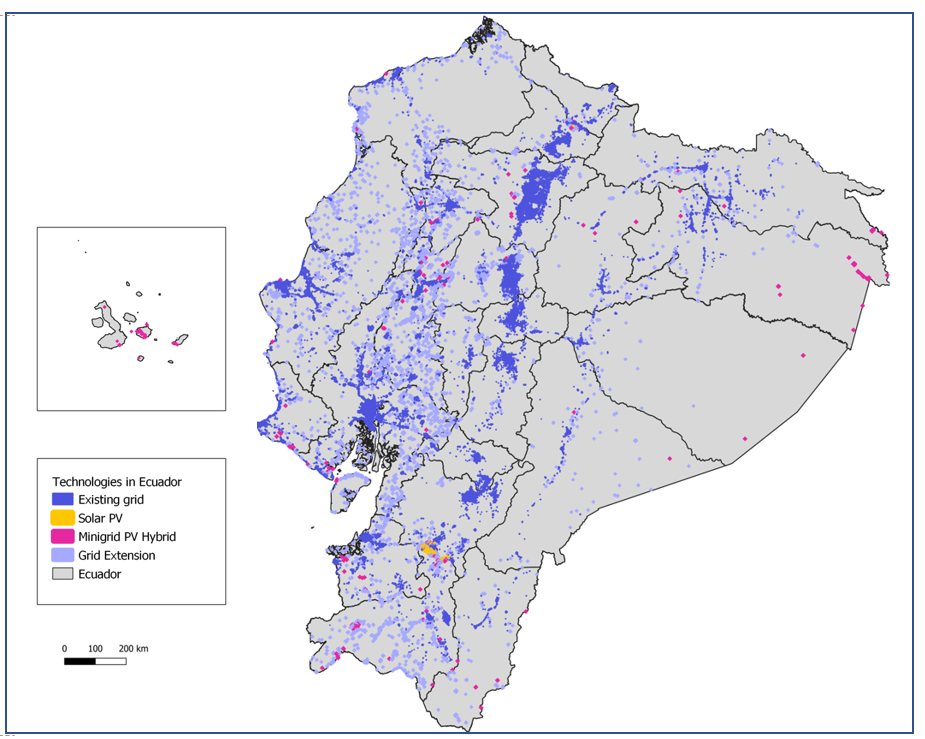 Technologies in Ecuador
Existing grid
Solar PV
Minigrid PV Hybrid
Grid Extension
Ecuador
0 100 200 km